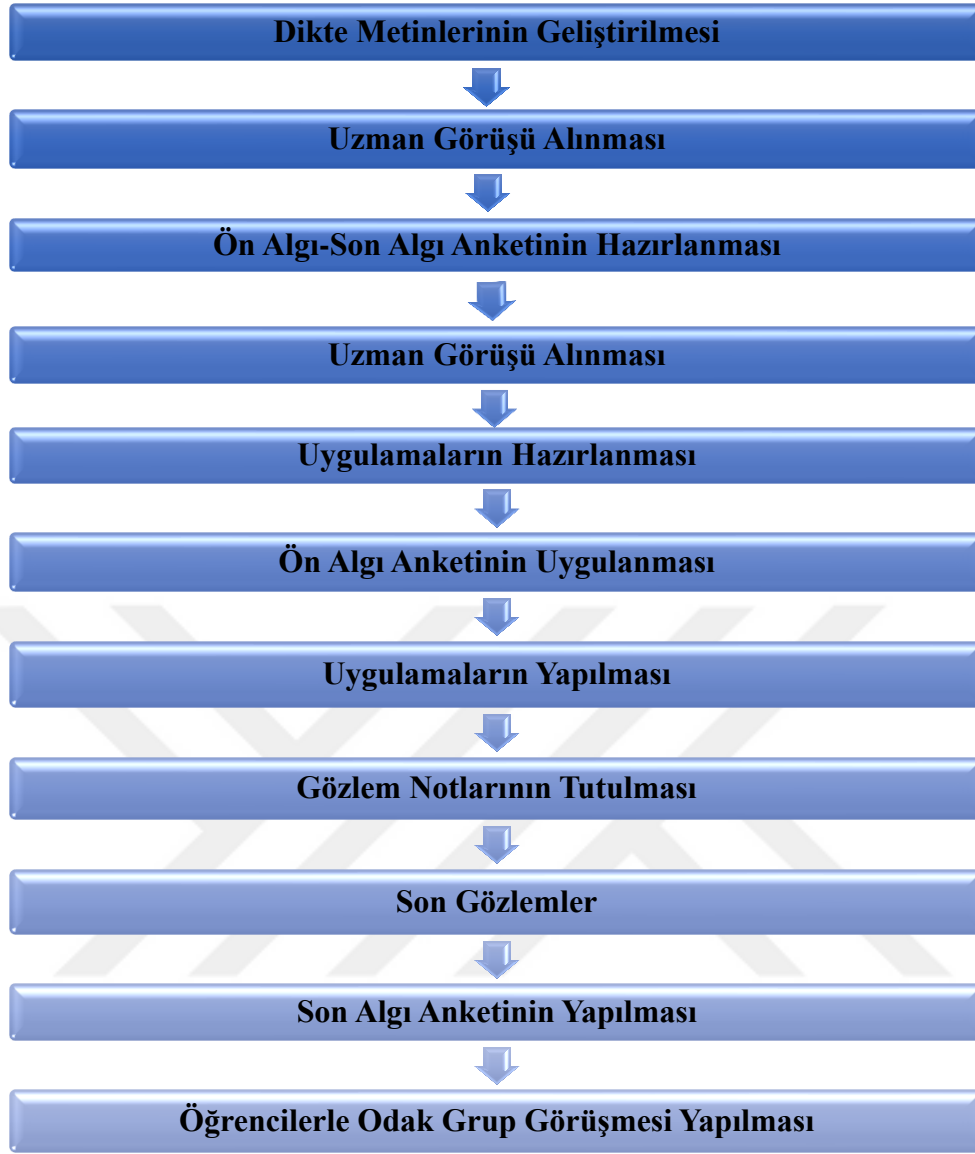 Dikte Metinlerinin Geliştirilmesi
Uzman Görüşü Alınması
Ön Algı-Son Algı Anketinin Hazırlanması
Uzman Görüşü Alınması
Uygulamaların Hazırlanması
Ön Algı Anketinin Uygulanması
Uygulamaların Yapılması
Gözlem Notlarının Tutulması
Son Gözlemler
Son Algı Anketinin Yapılması
Öğrencilerle Odak Grup Görüşmesi Yapılması